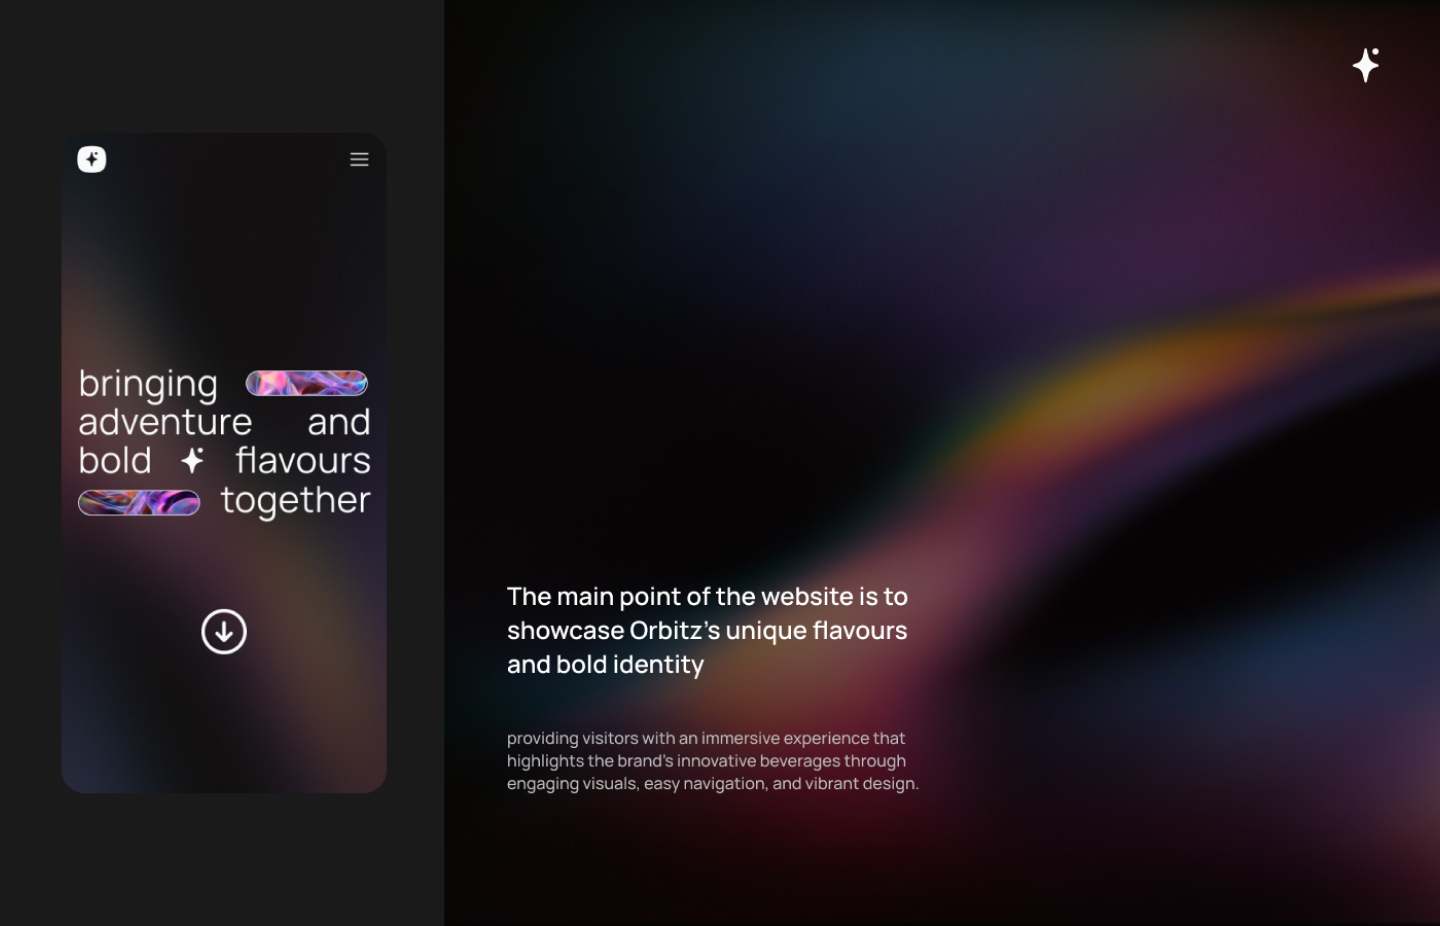 bringing
adventure and
bold flavours
together
The main point of the website is to
showcase Orbitz's unique flavours
and bold identity
providing visitors with an immersive experience that
highlights the brand's innovative beverages through
engaging visuals, easy navigation, and vibrant design.